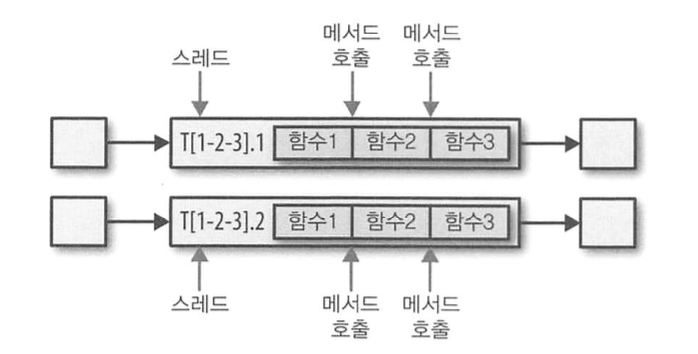 메서드 메서드
스레드 호출 호출
T[1-2-3].1 함수1 함수2 함수3
T[1-2-3].2 함수1 함수2 함수3
스레드 메서드 메서드
호출 호출